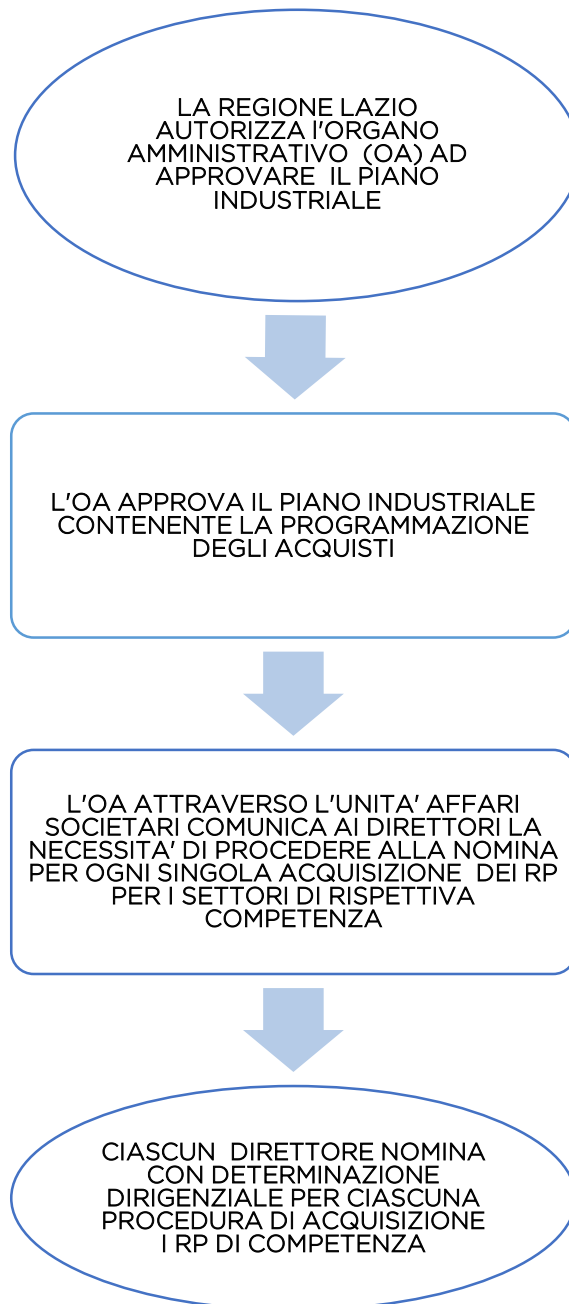 LA REGIONE LAZIO
AUTORIZZA l'ORGANO
AMMINISTRATIVO (OA) AD
APPROVARE IL PIANO
INDUSTRIALE
L'OA APPROVA IL PIANO INDUSTRIALE
CONTENENTE LA PROGRAMMAZIONE
DEGLI ACQUISTI
L'OA ATTRAVERSO L'UNITA' AFFARI
SOCIETARI COMUNICA AI DIRETTORI LA
NECESSITA' DI PROCEDERE ALLA NOMINA
PER OGNI SINGOLA ACQUISIZIONE DEI RP
PER I SETTORI DI RISPETTIVA
COMPETENZA
CIASCUN DIRETTORE NOMINA
CON DETERMINAZIONE
DIRIGENZIALE PER CIASCUNA
PROCEDURA DI ACQUISIZIONE
I RP DI COMPETENZA